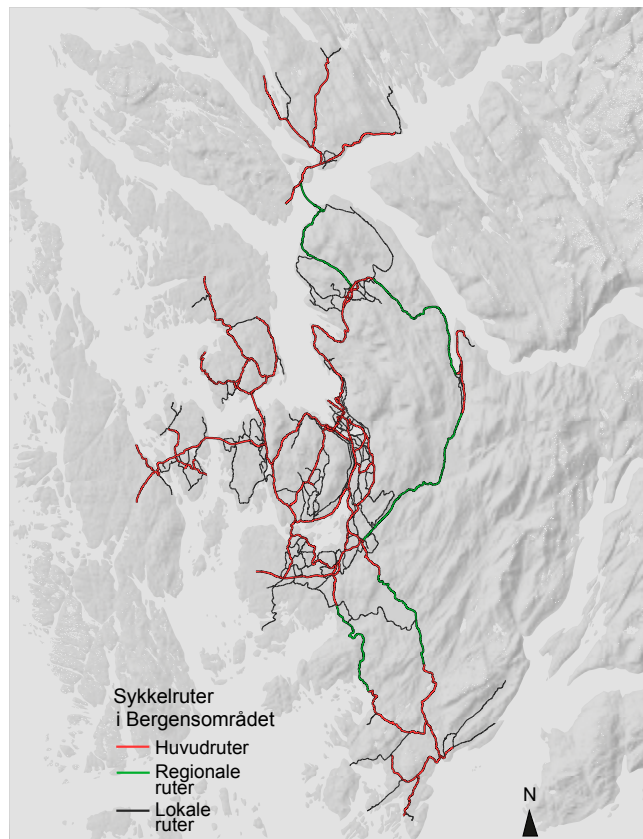 Sykkelruter
i Bergensområdet
Huvudruter
Regionale
ruter
Lokale
ruter
N